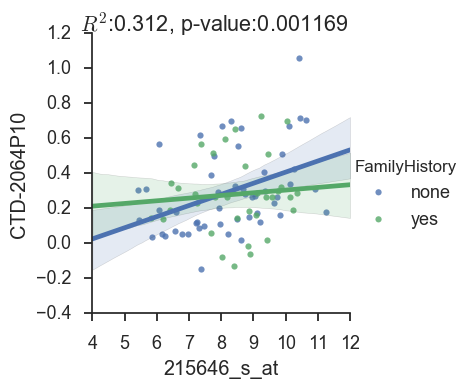 R²:0.312, p-value:0.001169
1.2
1.0
0.8
0.6
0.4
0.2
0.0
−0.2
−0.4
CTD-2064P10
4 5 6 7 8 9 10 11 12
215646_s_at
FamilyHistory
none
yes